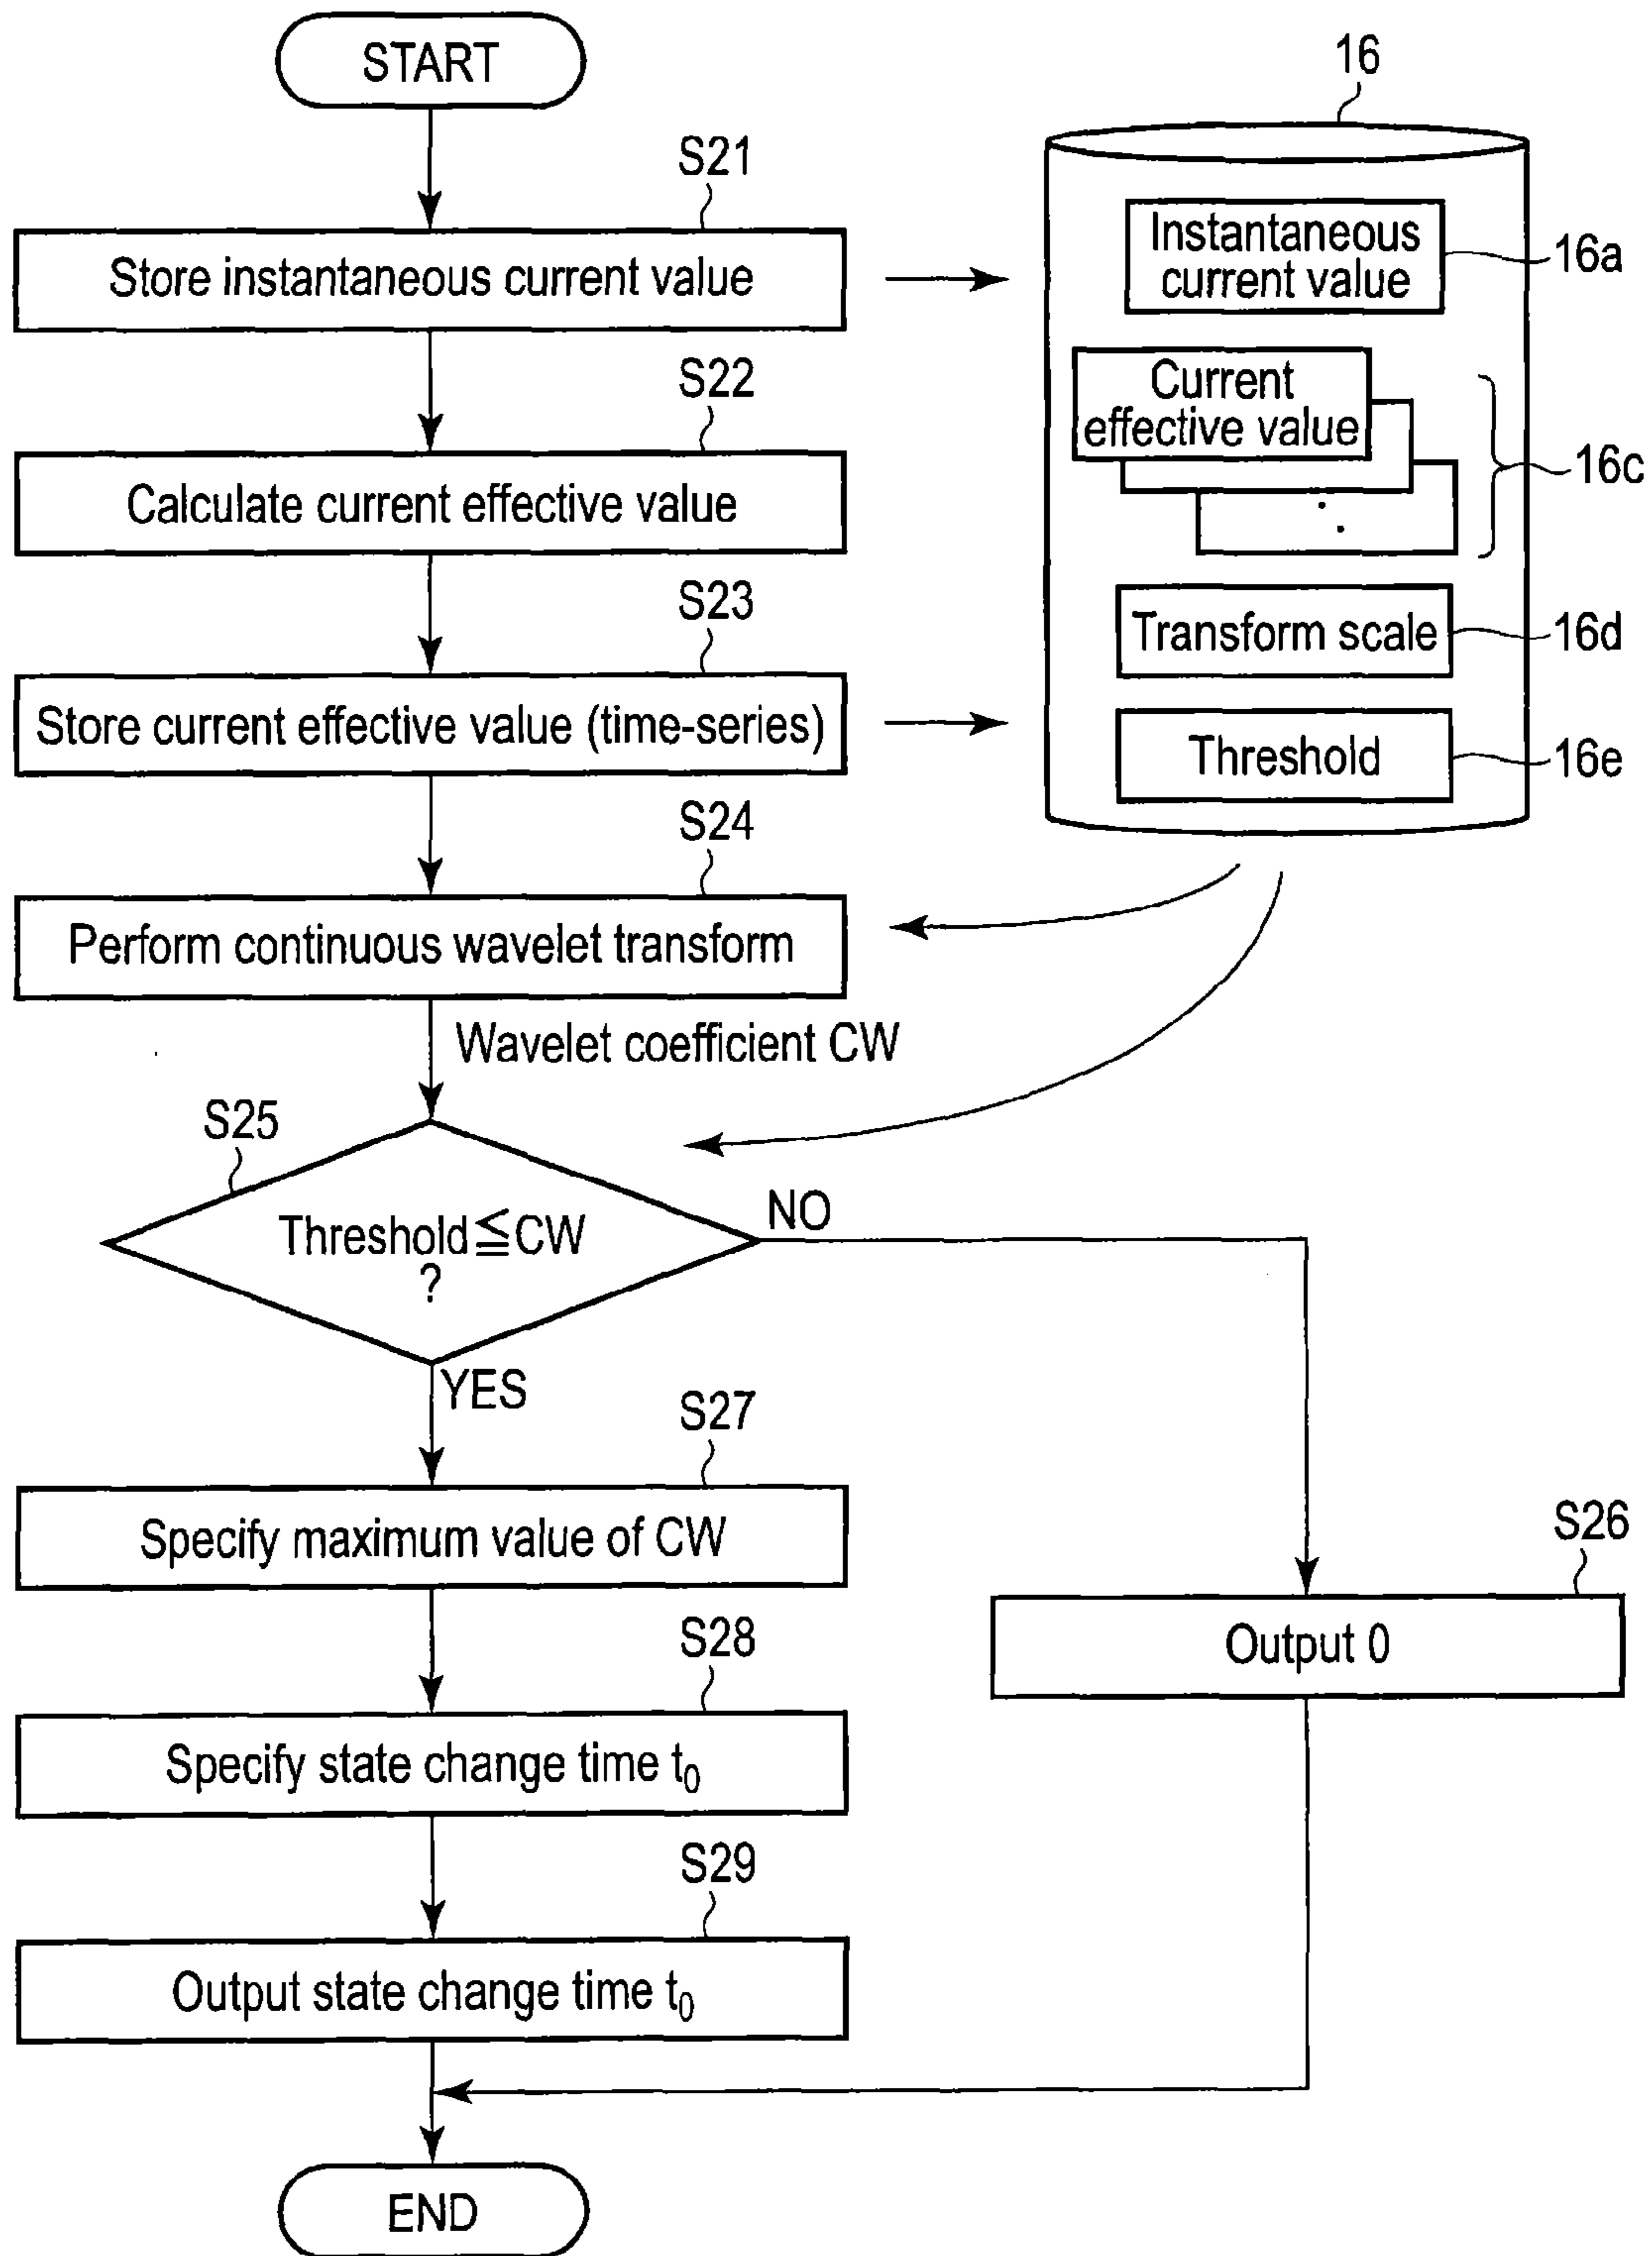 START
16
S21
Store instantaneous current value
Instantaneous
current value
16a
S22
Calculate current effective value
Current
effective value
16c
S23
Store current effective value (time-series)
Transform scale
16d
Threshold
16e
S24
Perform continuous wavelet transform
Wavelet coefficient CW
S25
Threshold≦CW
?
NO
YES
S27
Specify maximum value of CW
S26
Output 0
S28
Specify state change time t₀
S29
Output state change time t₀
END